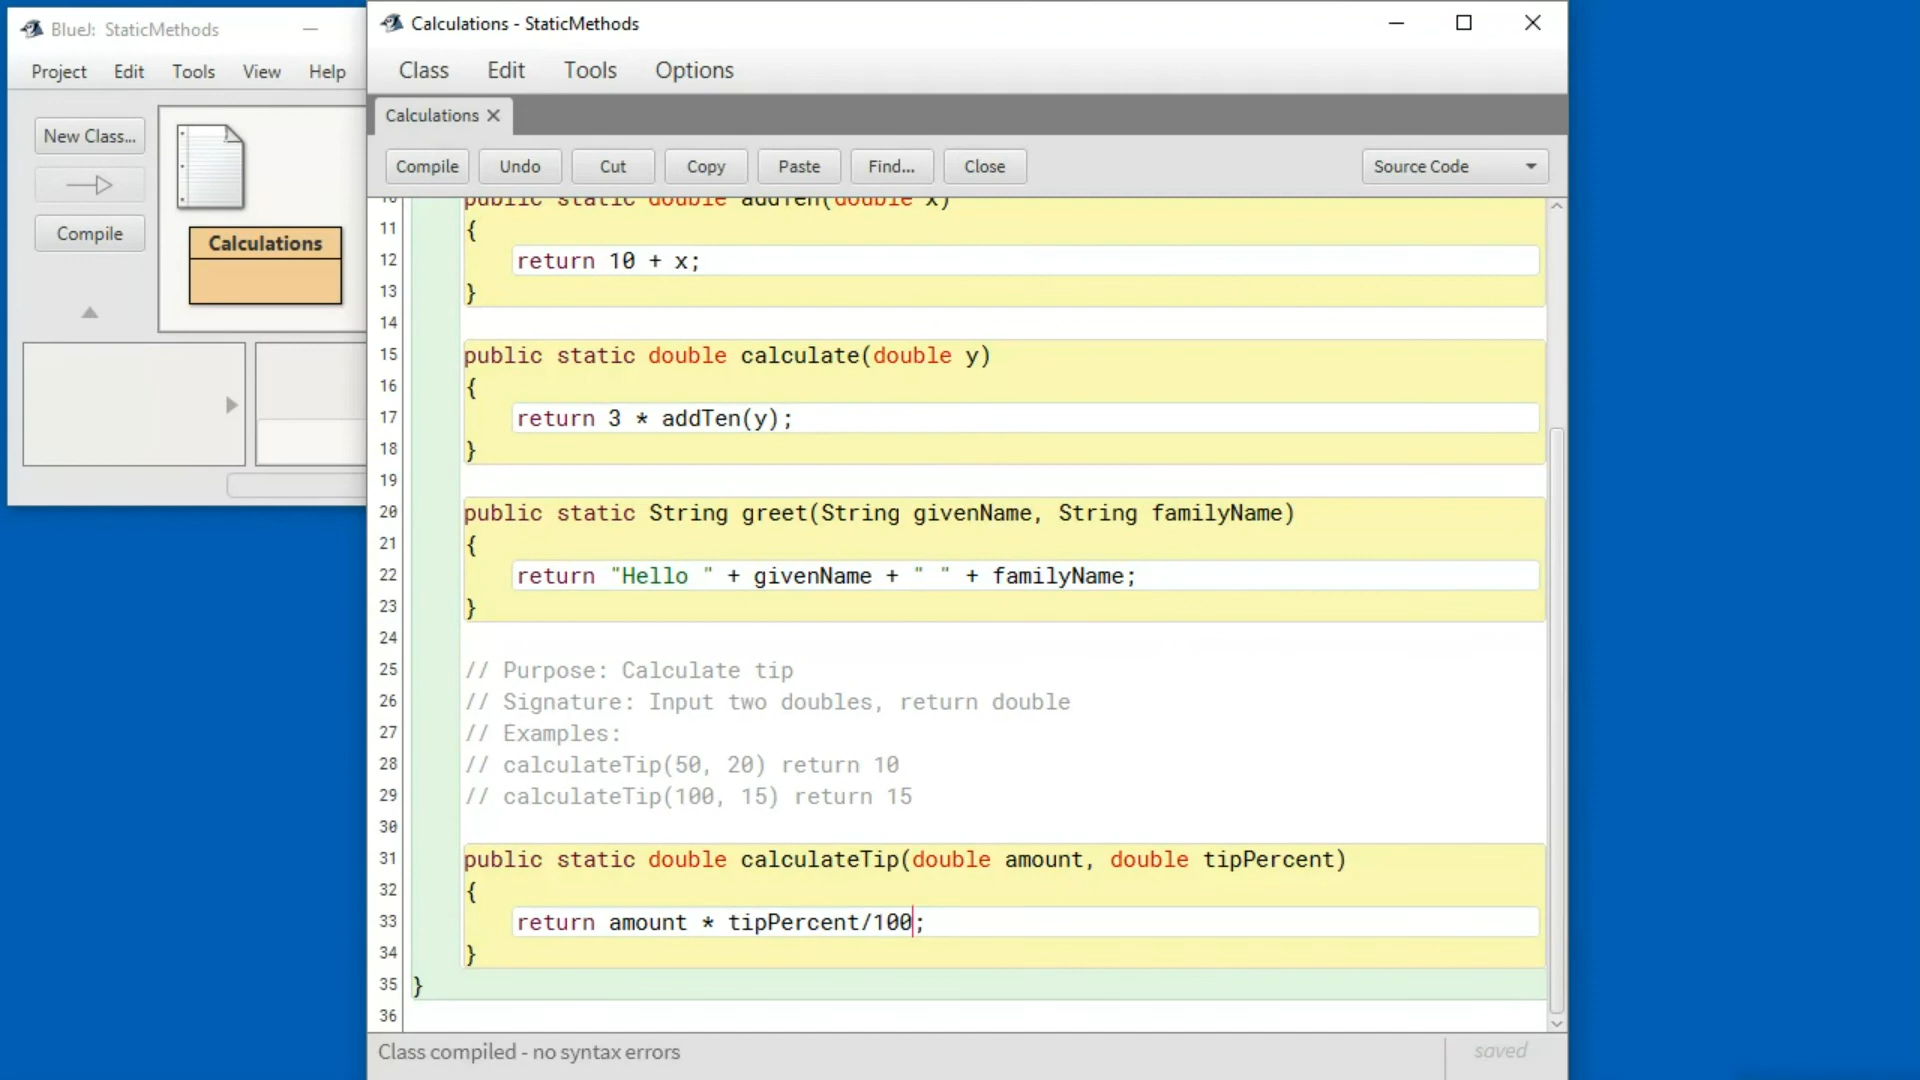 BlueJ: StaticMethods
Project Edit Tools View Help
New Class...
Compile
Calculations
Calculations - StaticMethods
Class Edit Tools Options
Calculations
Compile Undo Cut Copy Paste Find... Close Source Code
10 public static double addTen(double x)
11 {
12 return 10 + x;
13 }
14
15 public static double calculate(double y)
16 {
17 return 3 * addTen(y);
18 }
19
20 public static String greet(String givenName, String familyName)
21 {
22 return "Hello " + givenName + " " + familyName;
23 }
24
25 // Purpose: Calculate tip
26 // Signature: Input two doubles, return double
27 // Examples:
28 // calculateTip(50, 20) return 10
29 // calculateTip(100, 15) return 15
30
31 public static double calculateTip(double amount, double tipPercent)
32 {
33 return amount * tipPercent/100;
34 }
35 }
36
Class compiled - no syntax errors
saved